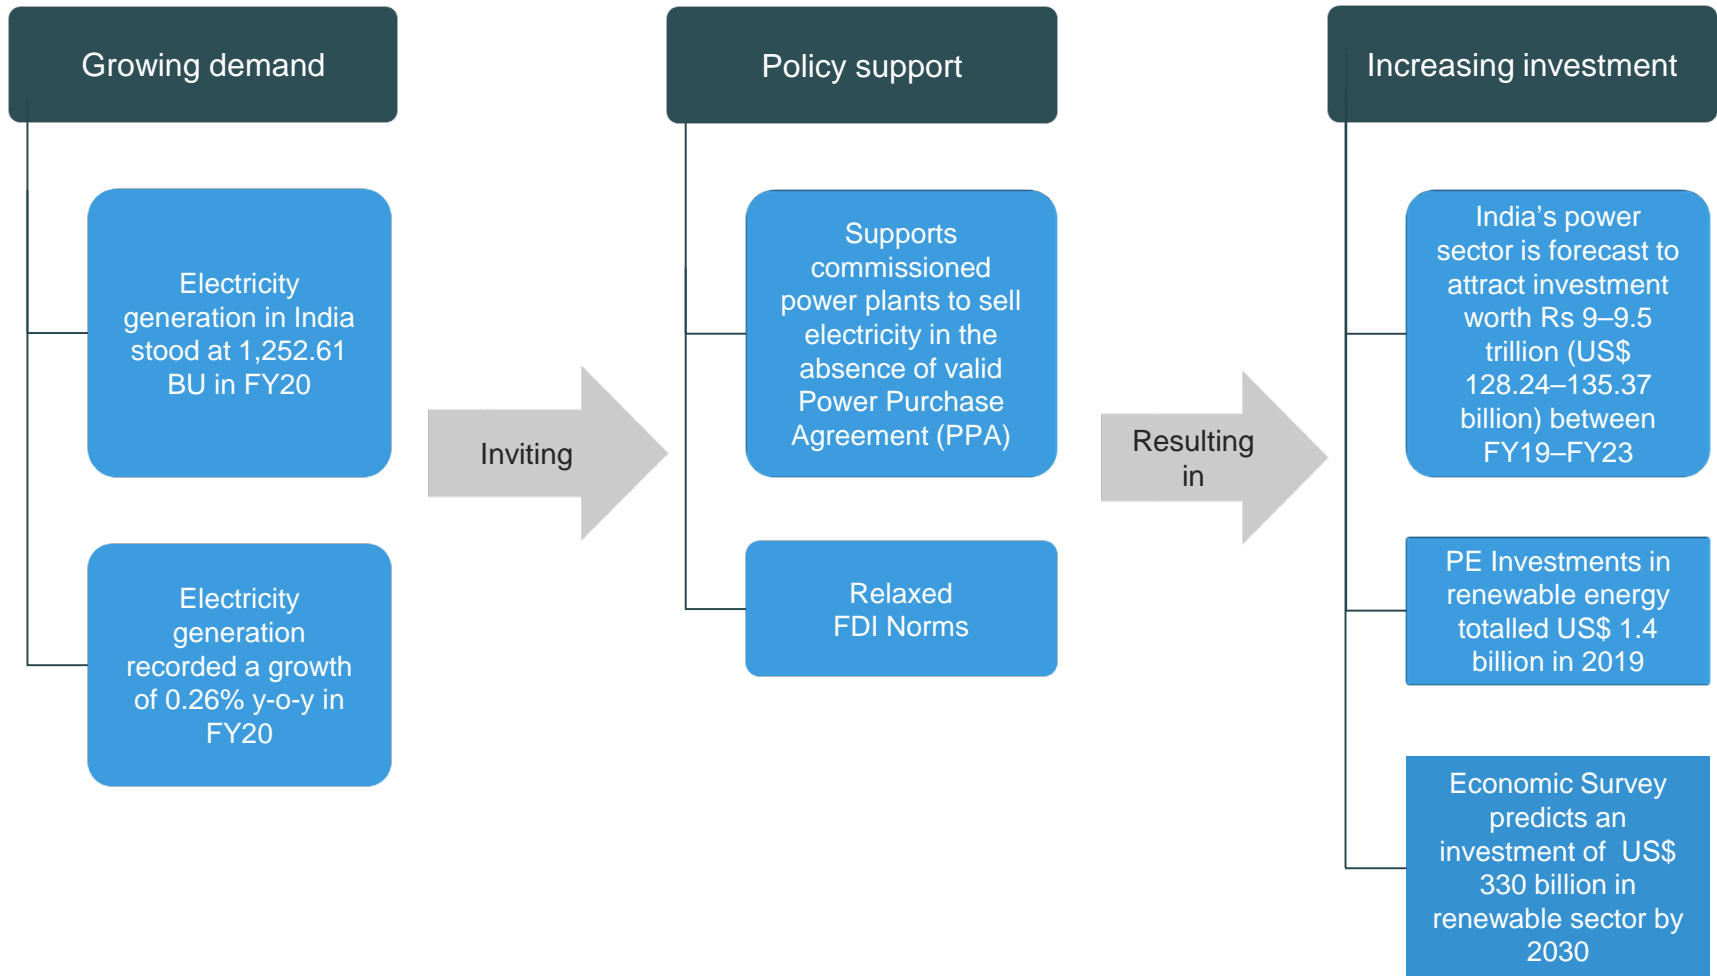 Growing demand
Electricity
generation in India
stood at 1,252.61
BU in FY20
Electricity
generation
recorded a growth
of 0.26% y-o-y in
FY20
Inviting
Policy support
Supports
commissioned
power plants to sell
electricity in the
absence of valid
Power Purchase
Agreement (PPA)
Relaxed
FDI Norms
Resulting
in
Increasing investment
India’s power
sector is forecast to
attract investment
worth Rs 9–9.5
trillion (US$
128.24–135.37
billion) between
FY19–FY23
PE Investments in
renewable energy
totalled US$ 1.4
billion in 2019
Economic Survey
predicts an
investment of  US$
330 billion in
renewable sector by
2030